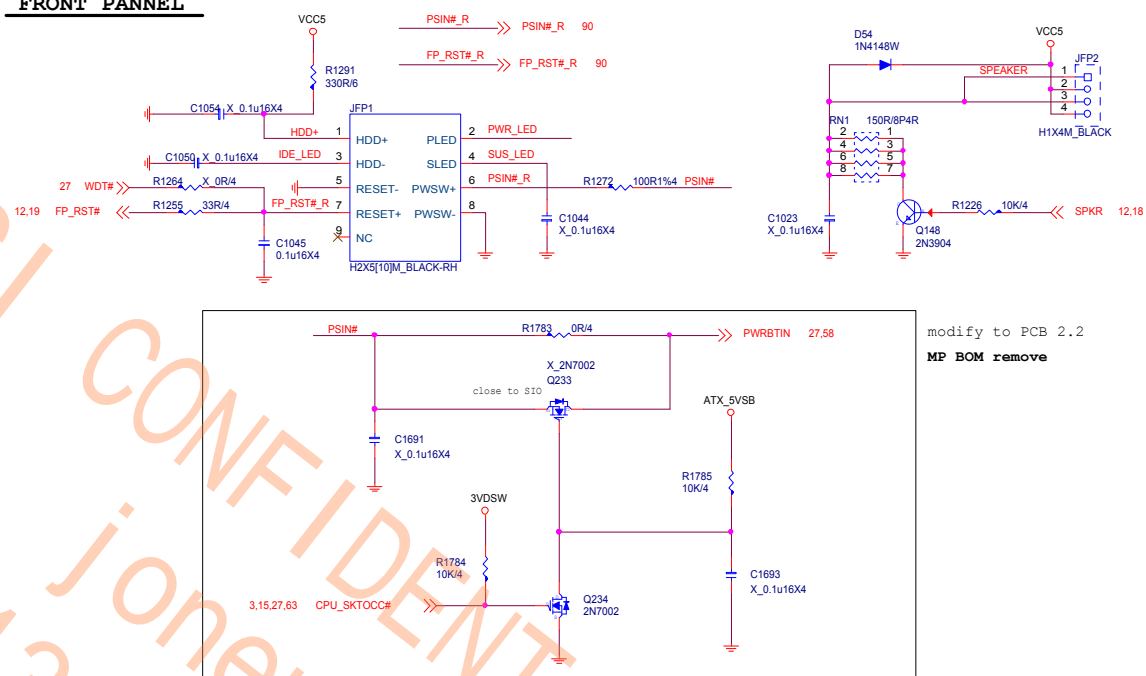 FRONT PANNEL
VCC5
PSIN#_R
PSIN#_R 90
FP_RST#_R
FP_RST#_R 90
R1291
330R/6
C1054 X_0.1u16X4
JFP1
HDD+
1
HDD+
PLED
2
PWR_LED
C1050 X_0.1u16X4
IDE_LED
3
HDD-
SLED
4
SUS_LED
27 WDT#
R1264 X_0R/4
5
RESET-
PWSW+
6
PSIN#_R
R1272 100R1%4 PSIN#
12,19 FP_RST#
R1255 33R/4
FP_RST#_R
7
RESET+
PWSW-
8
9
NC
C1045
0.1u16X4
C1044
X_0.1u16X4
H2X5[10]M_BLACK-RH
D54
1N4148W
VCC5
JFP2
SPEAKER
1
2
3
4
H1X4M_BLACK
RN1 150R/8P4R
2 1
4 3
6 5
8 7
C1023
X_0.1u16X4
Q148
2N3904
R1226 10K/4
SPKR 12,18
PSIN#
R1783 0R/4
PWRBTIN 27,58
modify to PCB 2.2
MP BOM remove
X_2N7002
Q233
close to SIO
ATX_5VSB
C1691
X_0.1u16X4
R1785
10K/4
3VDSW
R1784
10K/4
C1693
X_0.1u16X4
3,15,27,63 CPU_SKTOCC#
Q234
2N7002
CONFIDENT